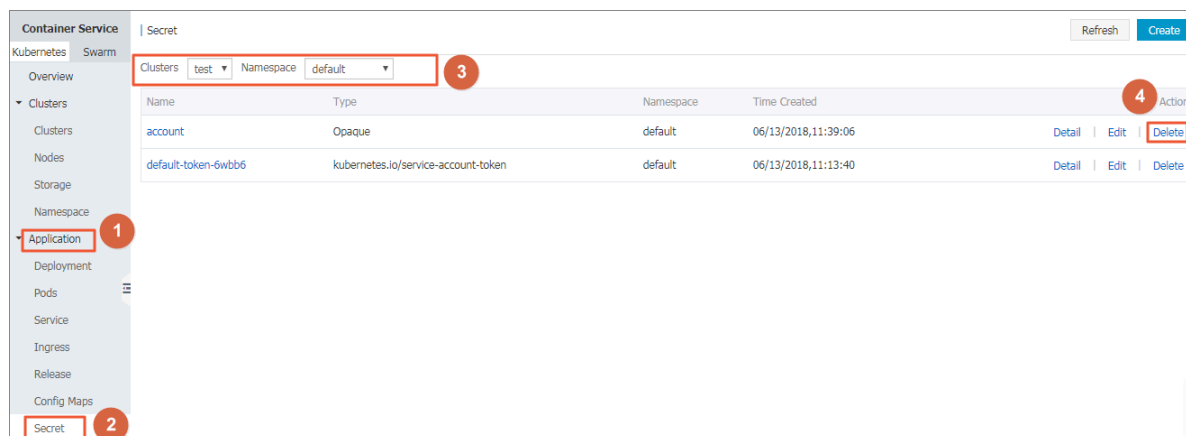 Container Service
Kubernetes Swarm
Overview
Clusters
Clusters
Nodes
Storage
Namespace
Application
1
Deployment
Pods
Service
Ingress
Release
Config Maps
Secret
2
Secret
Refresh Create
Clusters test Namespace default
3
4
Name Type Namespace Time Created Action
account Opaque default 06/13/2018,11:39:06 Detail | Edit | Delete
default-token-6wbb6 kubernetes.io/service-account-token default 06/13/2018,11:13:40 Detail | Edit | Delete